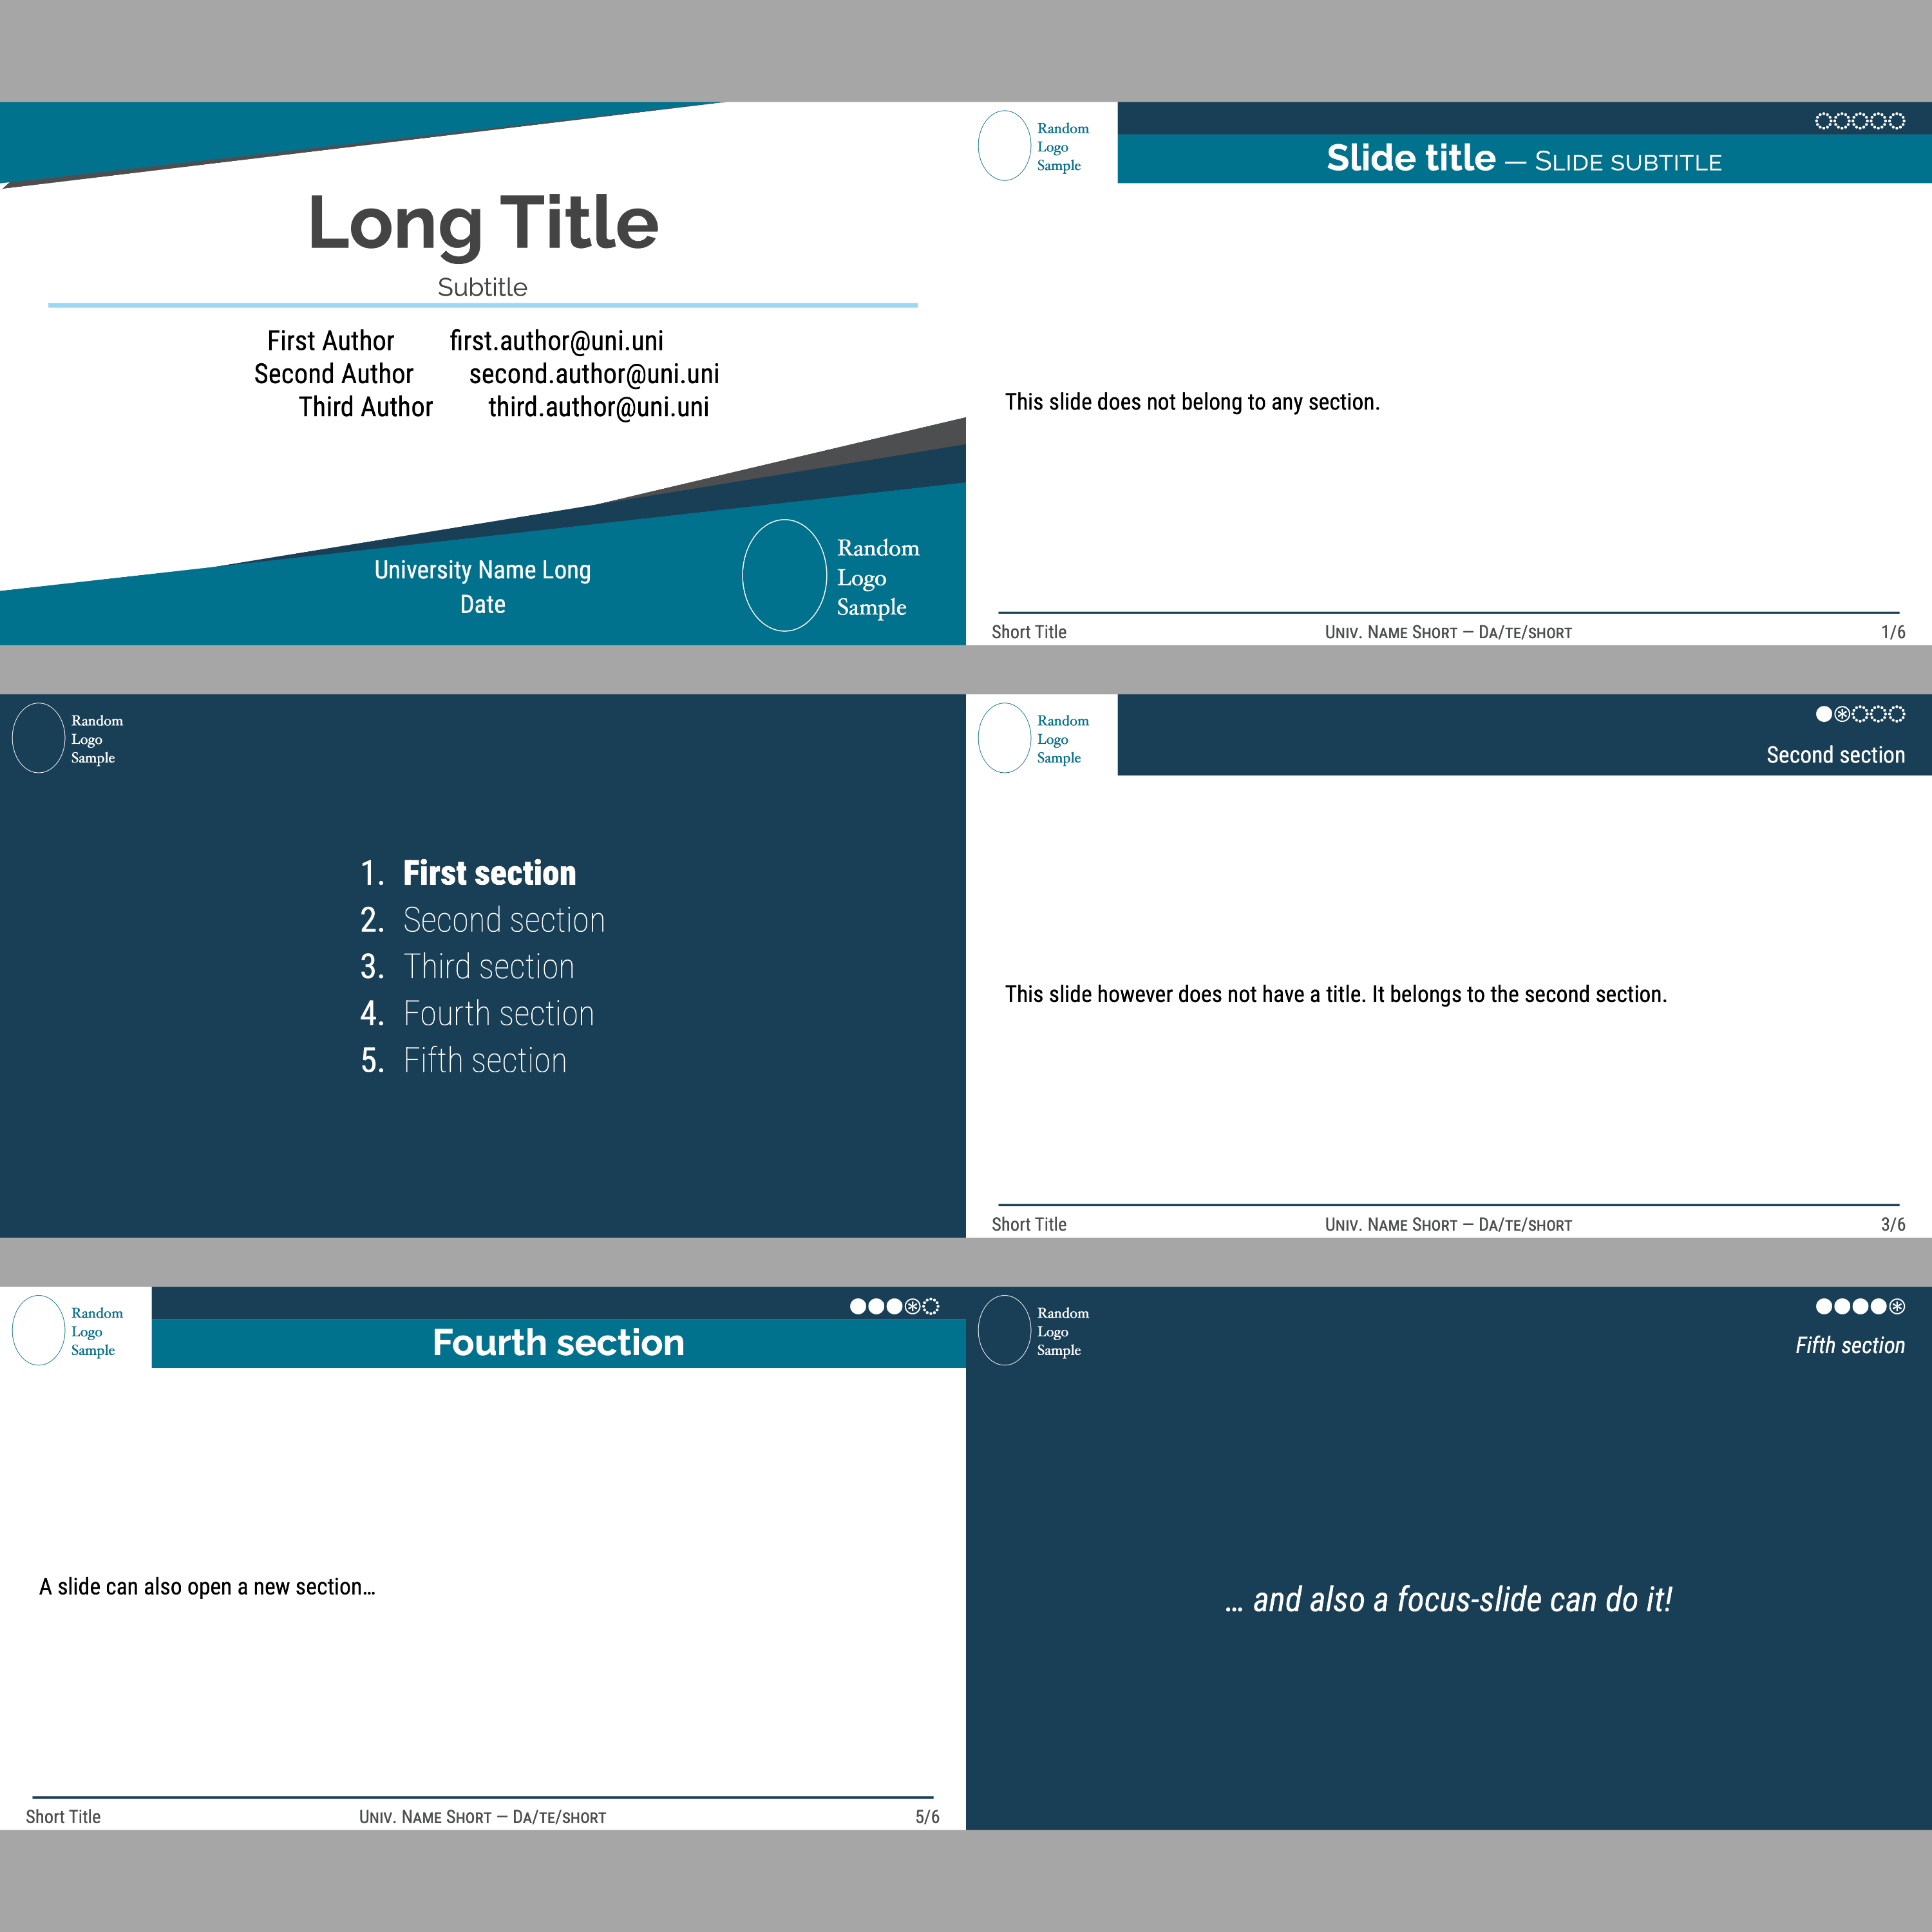 Long Title
Subtitle
First Author first.author@uni.uni
Second Author second.author@uni.uni
Third Author third.author@uni.uni
University Name Long
Date
Random
Logo
Sample
Random
Logo
Sample
Slide title — Slide subtitle
This slide does not belong to any section.
Short Title Univ. Name Short — Da/te/short 1/6
Random
Logo
Sample
1. First section
2. Second section
3. Third section
4. Fourth section
5. Fifth section
Random
Logo
Sample
Second section
This slide however does not have a title. It belongs to the second section.
Short Title Univ. Name Short — Da/te/short 3/6
Random
Logo
Sample
Fourth section
A slide can also open a new section…
Short Title Univ. Name Short — Da/te/short 5/6
Random
Logo
Sample
Fifth section
… and also a focus-slide can do it!